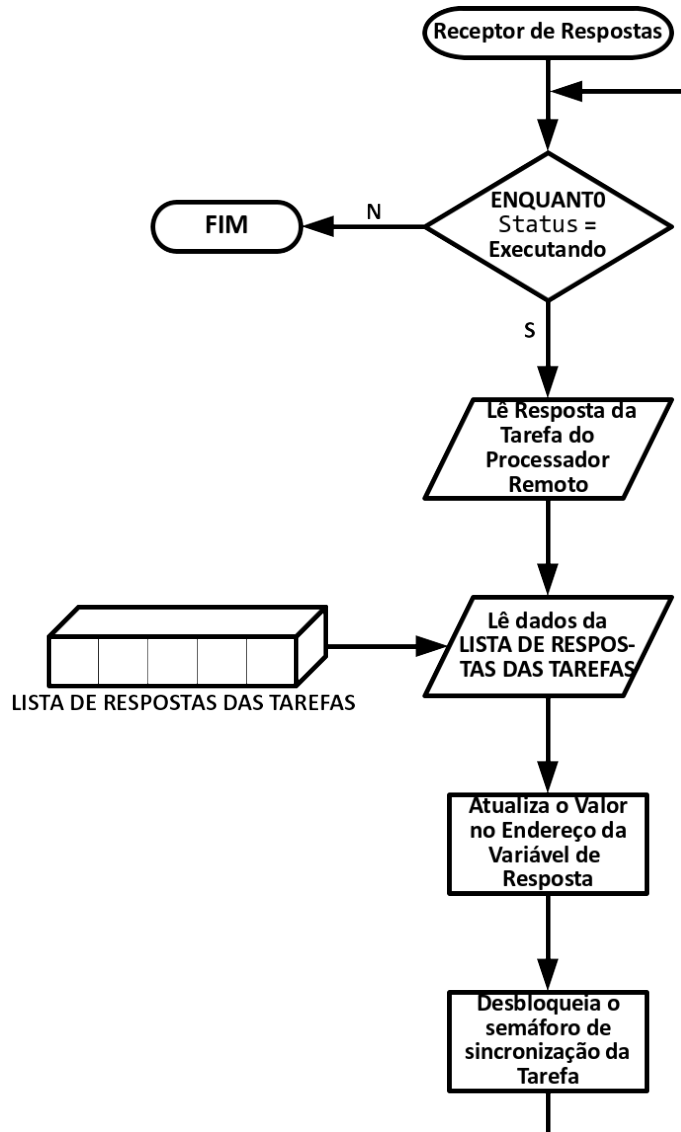 Receptor de Respostas
ENQUANT0
Status =
Executando
N
FIM
S
Lê Resposta da
Tarefa do
Processador
Remoto
Lê dados da
LISTA DE RESPOS-
TAS DAS TAREFAS
LISTA DE RESPOSTAS DAS TAREFAS
Atualiza o Valor
no Endereço da
Variável de
Resposta
Desbloqueia o
semáforo de
sincronização da
Tarefa